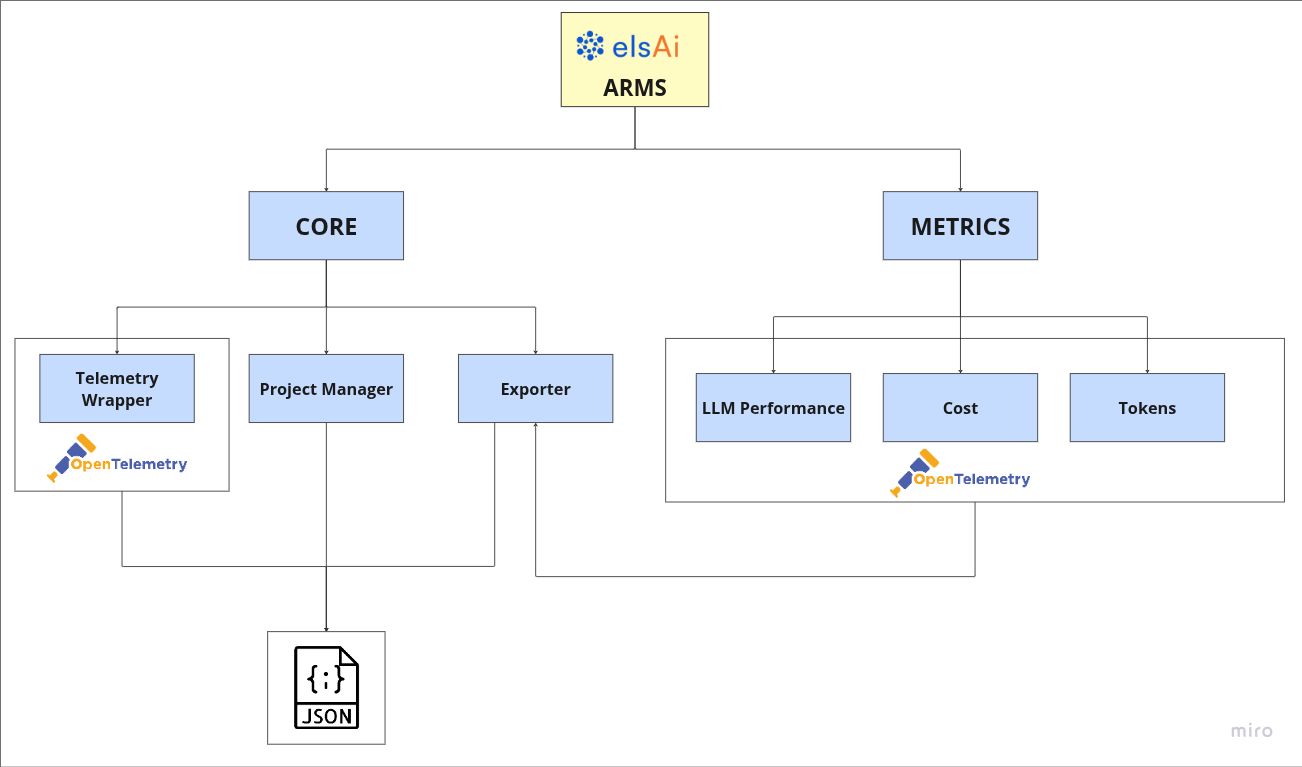 elsAi
ARMS
CORE
METRICS
Telemetry
Wrapper
Project Manager
Exporter
LLM Performance
Cost
Tokens
OpenTelemetry
OpenTelemetry
{;}
JSON
miro